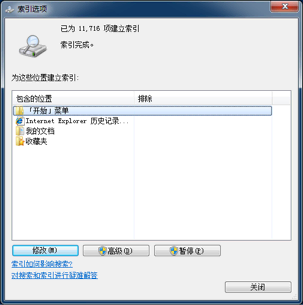 索引选项
已为 11,716 项建立索引
索引完成。
为这些位置建立索引:
包含的位置 排除
「开始」菜单
Internet Explorer 历史记录...
我的文档
收藏夹
修改(M) 高级(D) 暂停(P)
索引如何影响搜索?
对搜索和索引进行疑难解答
关闭